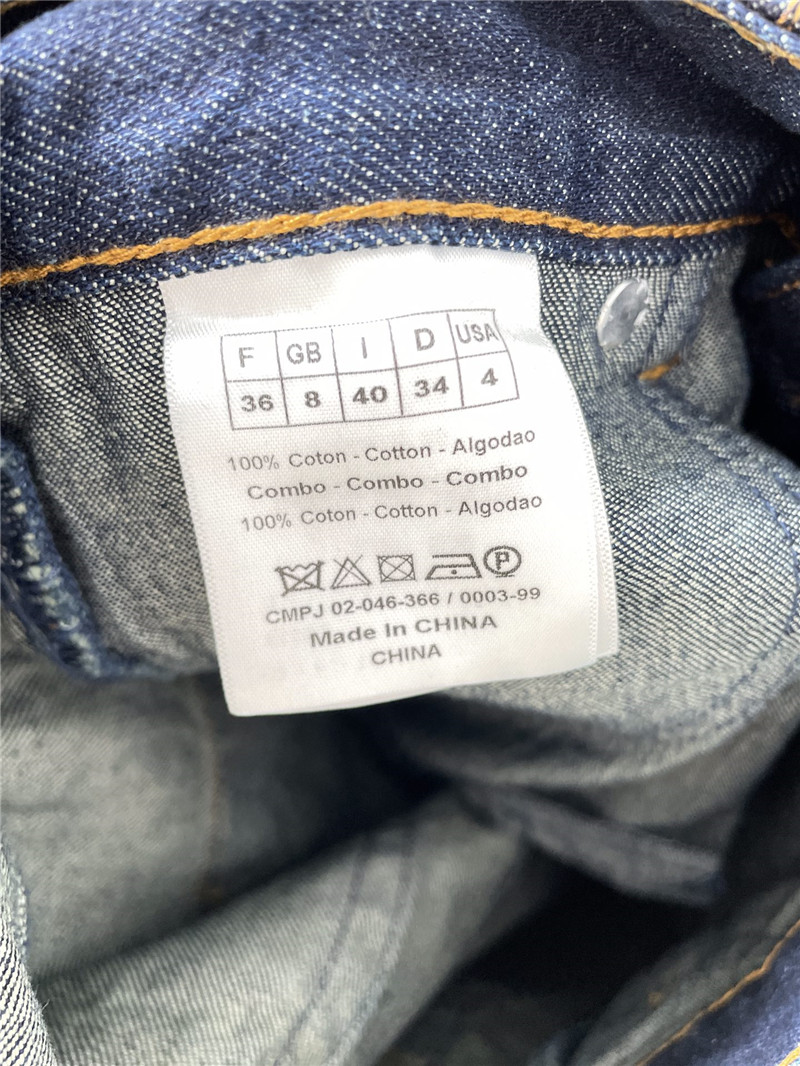 F GB I D USA
36 8 40 34 4
100% Coton - Cotton - Algodao
Combo - Combo - Combo
100% Coton - Cotton - Algodao
P
CMPJ 02-046-366 / 0003-99
Made In CHINA
CHINA